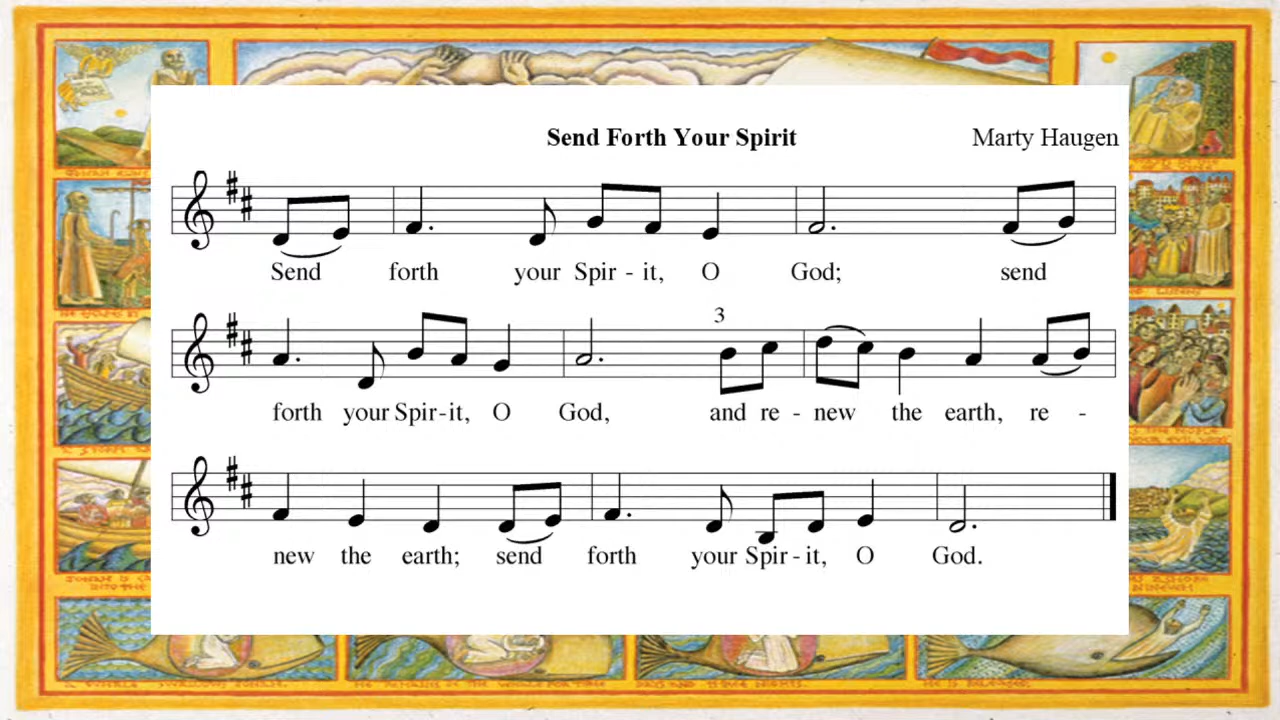 Send Forth Your Spirit
Marty Haugen
Send forth your Spir - it, O God; send
3
forth your Spir - it, O God, and re - new the earth, re -
new the earth; send forth your Spir - it, O God.